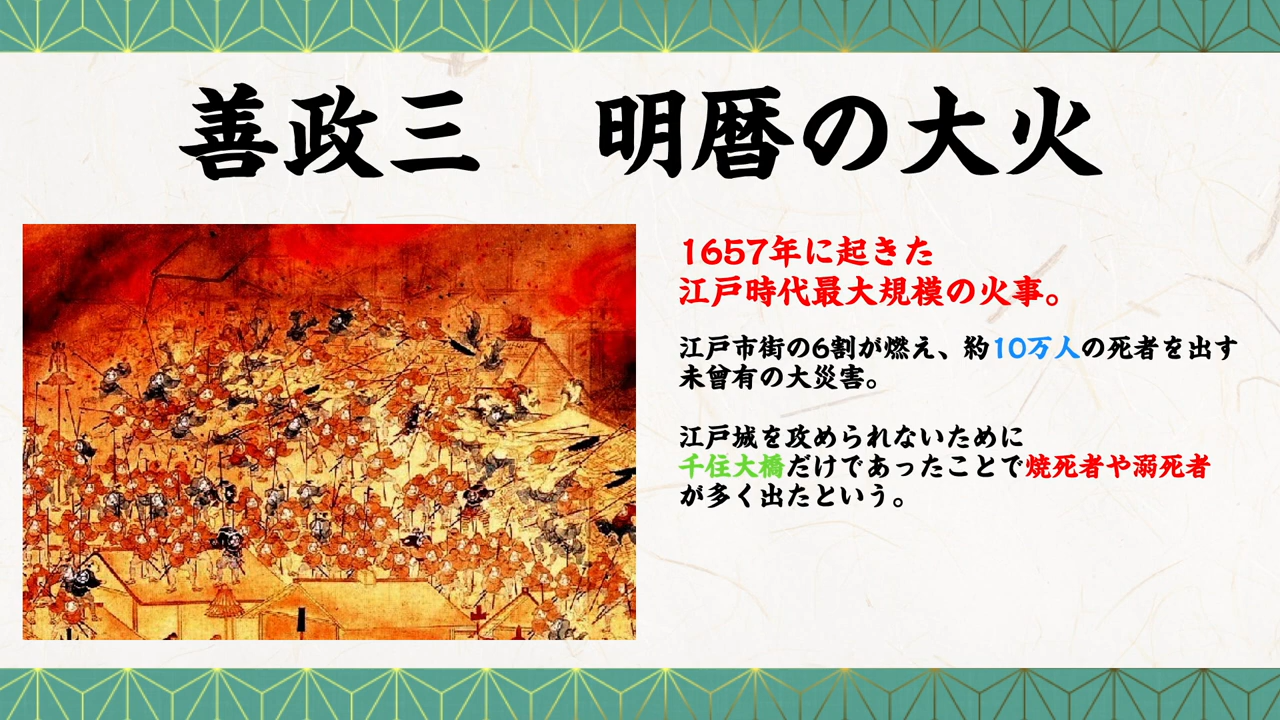 善政三　明暦の大火
1657年に起きた
江戸時代最大規模の火事。
江戸市街の6割が燃え、約10万人の死者を出す
未曾有の大災害。
江戸城を攻められないために
千住大橋だけであったことで焼死者や溺死者
が多く出たという。